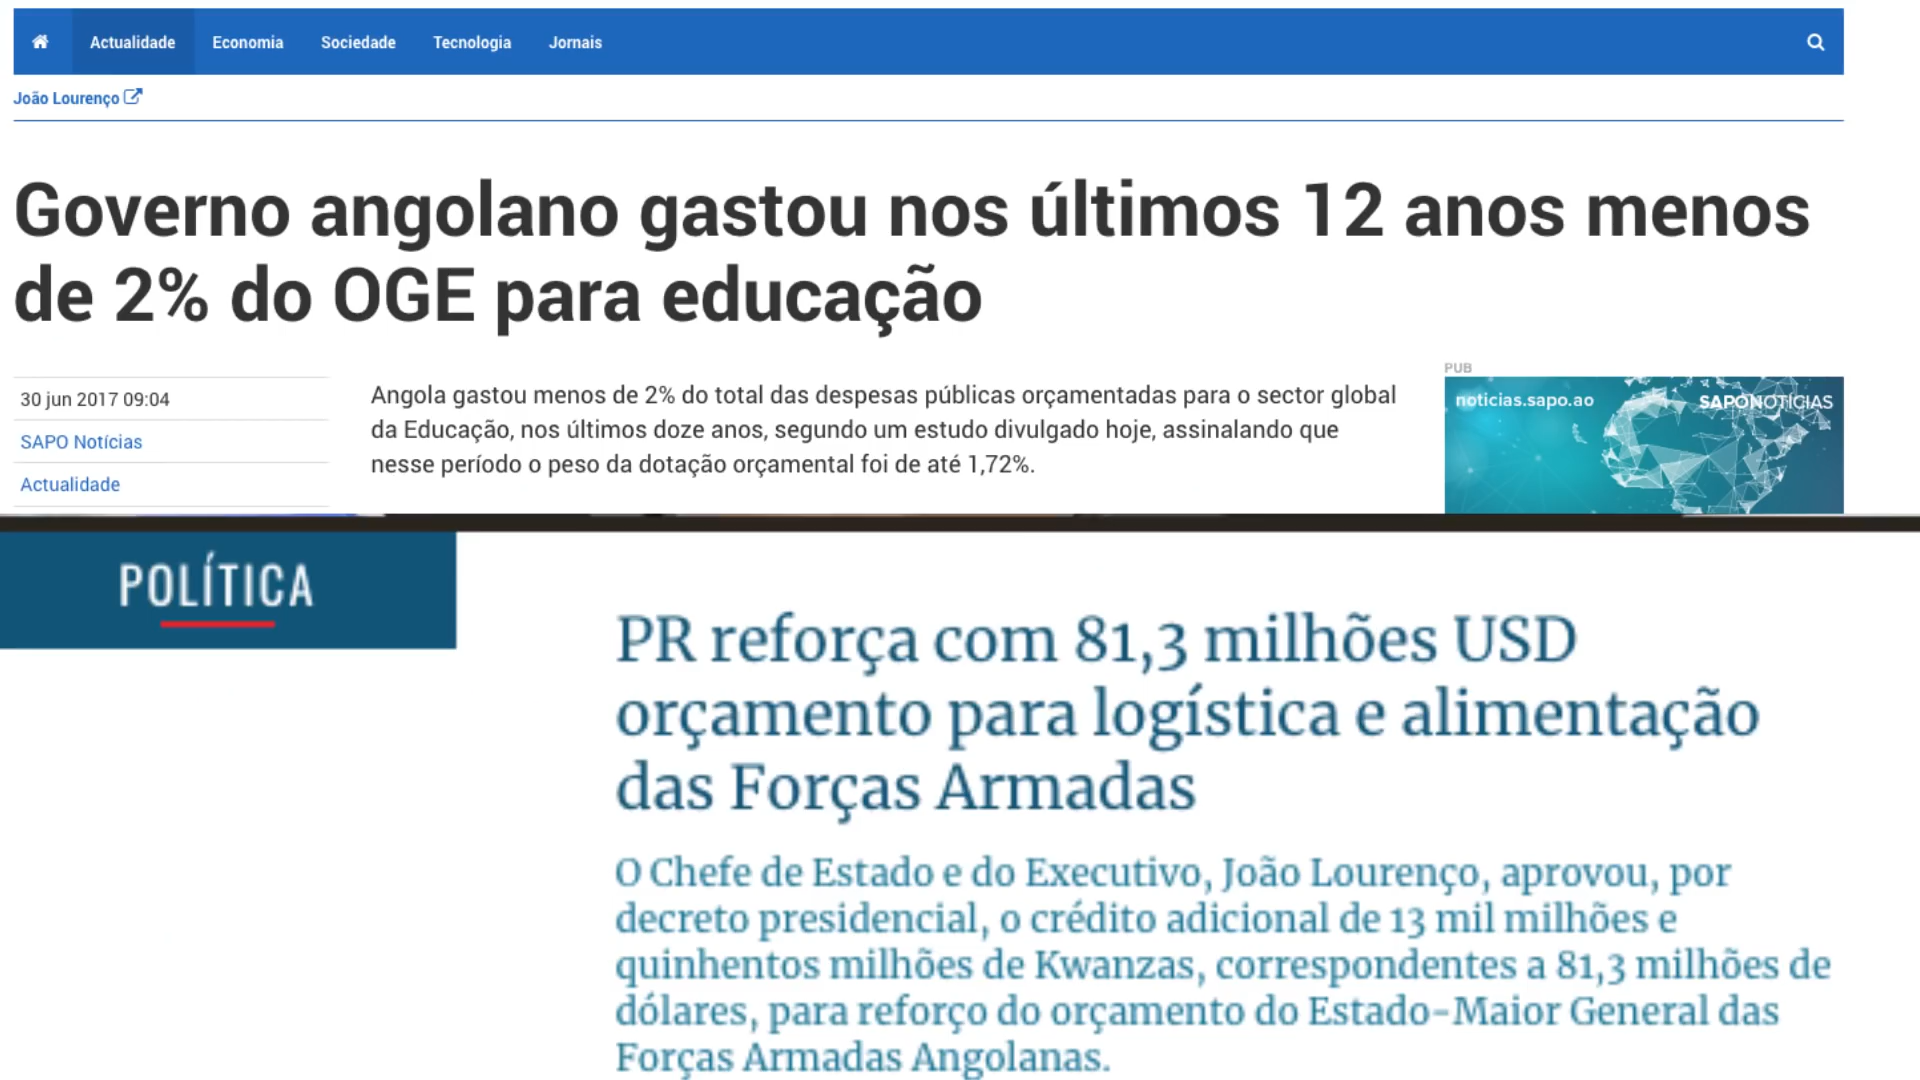 Actualidade Economia Sociedade Tecnologia Jornais
João Lourenço
Governo angolano gastou nos últimos 12 anos menos
de 2% do OGE para educação
30 jun 2017 09:04
SAPO Notícias
Actualidade
Angola gastou menos de 2% do total das despesas públicas orçamentadas para o sector global
da Educação, nos últimos doze anos, segundo um estudo divulgado hoje, assinalando que
nesse período o peso da dotação orçamental foi de até 1,72%.
PUB
noticias.sapo.ao SAPONOTÍCIAS
POLÍTICA
PR reforça com 81,3 milhões USD
orçamento para logística e alimentação
das Forças Armadas
O Chefe de Estado e do Executivo, João Lourenço, aprovou, por
decreto presidencial, o crédito adicional de 13 mil milhões e
quinhentos milhões de Kwanzas, correspondentes a 81,3 milhões de
dólares, para reforço do orçamento do Estado-Maior General das
Forças Armadas Angolanas.